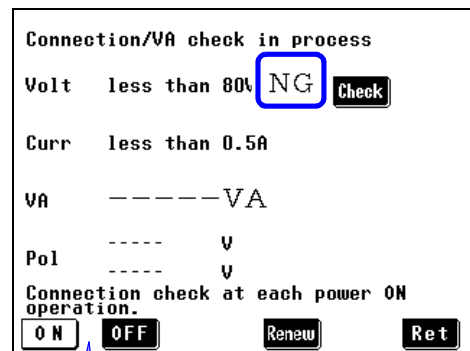 Connection/VA check in process
Volt less than 80V NG Check
Curr less than 0.5A
VA -----VA
----- V
Pol
----- V
Connection check at each power ON
operation.
ON OFF Renew Ret